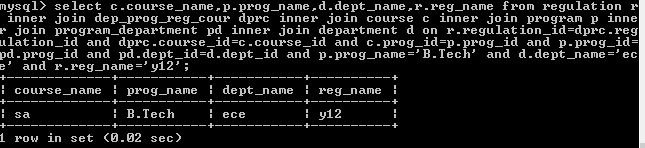 mysql> select c.course_name,p.prog_name,d.dept_name,r.reg_name from regulation r
 inner join dep_prog_reg_cour dprc inner join course c inner join program p inne
r join program_department pd inner join department d on r.regulation_id=dprc.reg
ulation_id and dprc.course_id=c.course_id and c.prog_id=p.prog_id and p.prog_id=
pd.prog_id and pd.dept_id=d.dept_id and p.prog_name='B.Tech' and d.dept_name='ec
e' and r.reg_name='y12';
+-------------+-----------+-----------+----------+
| course_name | prog_name | dept_name | reg_name |
+-------------+-----------+-----------+----------+
| sa          | B.Tech    | ece       | y12      |
+-------------+-----------+-----------+----------+
1 row in set (0.02 sec)